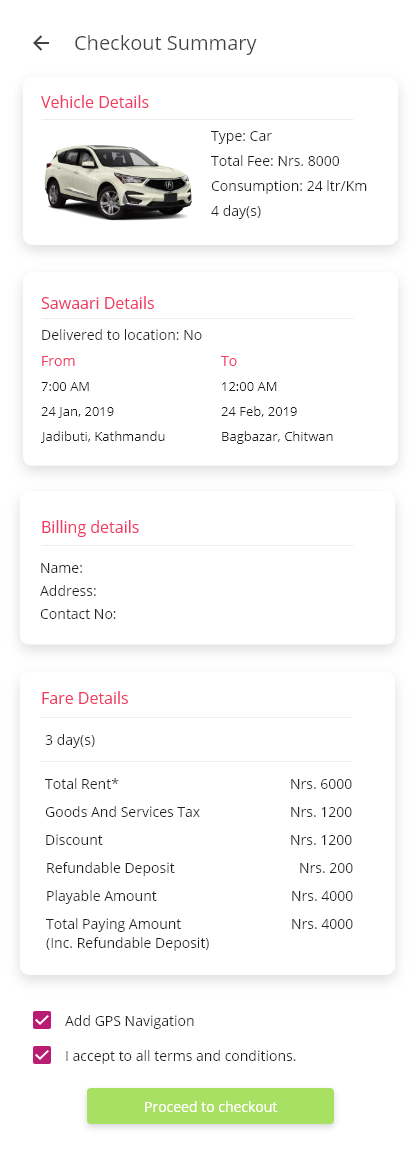 Checkout Summary
Vehicle Details
Type: Car
Total Fee: Nrs. 8000
Consumption: 24 ltr/Km
4 day(s)
Sawaari Details
Delivered to location: No
From To
7:00 AM 12:00 AM
24 Jan, 2019 24 Feb, 2019
Jadibuti, Kathmandu Bagbazar, Chitwan
Billing details
Name:
Address:
Contact No:
Fare Details
3 day(s)
Total Rent* Nrs. 6000
Goods And Services Tax Nrs. 1200
Discount Nrs. 1200
Refundable Deposit Nrs. 200
Playable Amount Nrs. 4000
Total Paying Amount Nrs. 4000
(Inc. Refundable Deposit)
Add GPS Navigation
I accept to all terms and conditions.
Proceed to checkout